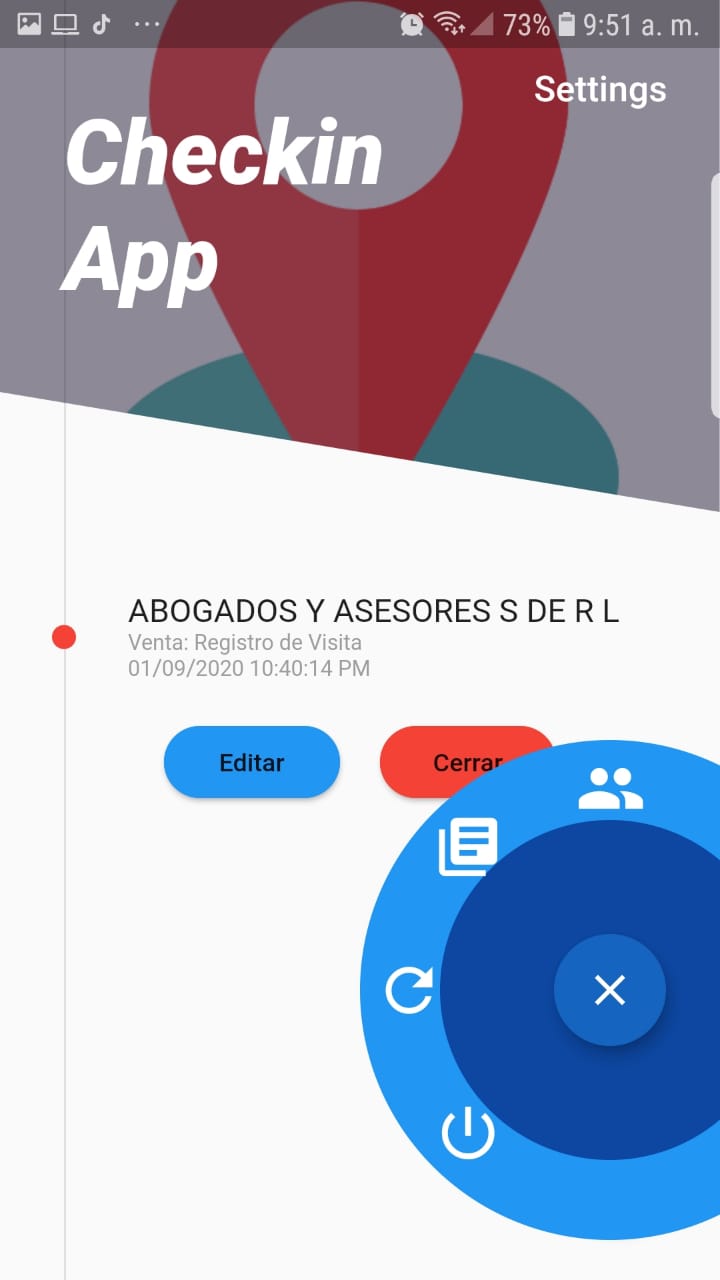 73% 9:51 a. m.
Settings
Checkin
App
ABOGADOS Y ASESORES S DE R L
Venta: Registro de Visita
01/09/2020 10:40:14 PM
Editar
Cerrar